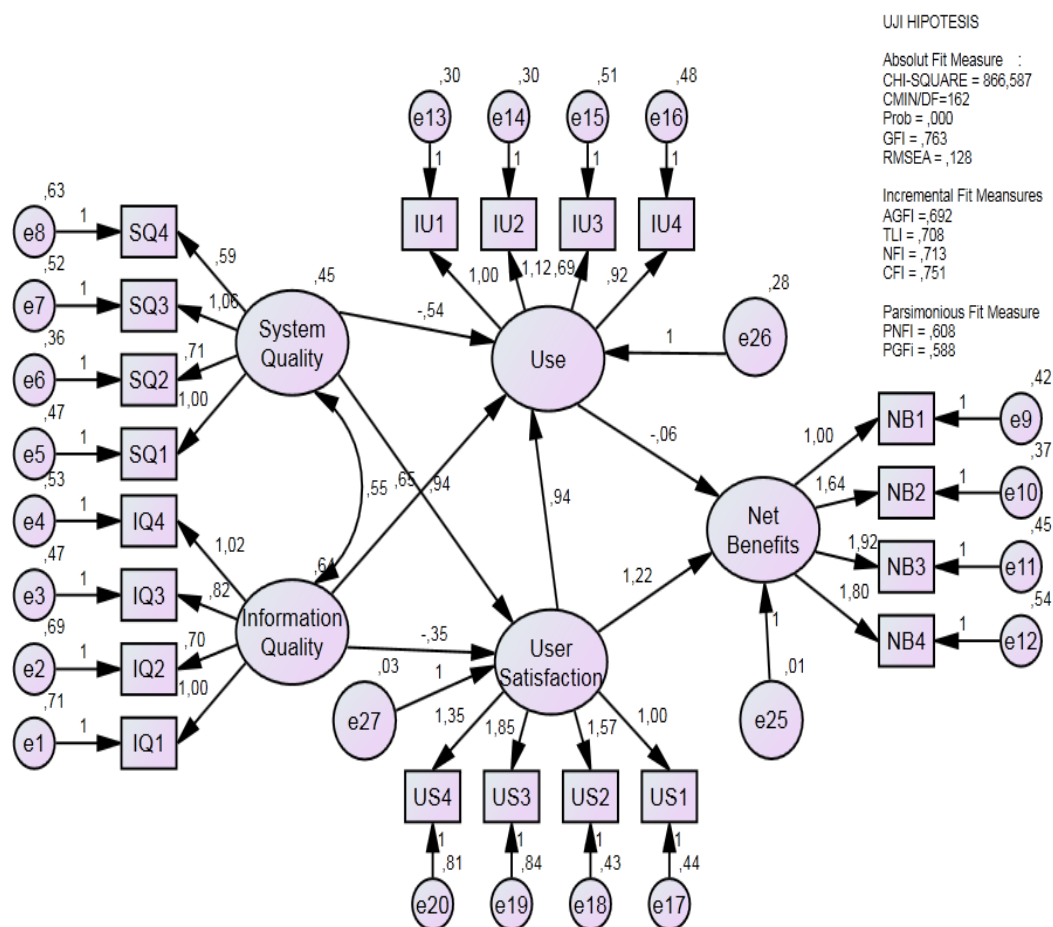 UJI HIPOTESIS
Absolut Fit Measure :
CHI-SQUARE = 866,587
CMIN/DF=162
Prob = ,000
GFI = ,763
RMSEA = ,128
Incremental Fit Meansures
AGFI = ,692
TLI = ,708
NFI = ,713
CFI = ,751
Parsimonious Fit Measure
PNFI = ,608
PGFi = ,588
,30 ,30 ,51 ,48
e13 e14 e15 e16
1 1 1 1
IU1 IU2 IU3 IU4
1,00 1,12 ,69 ,92
,63
e8 1 SQ4 ,59
,52
e7 1 SQ3 1,06
,36
e6 1 SQ2 ,71
,47
e5 1 SQ1 1,00
,45
System
Quality
-,54
Use
1
,28
e26
,53
e4 1 IQ4 1,02
,47
e3 1 IQ3 ,82
,69
e2 1 IQ2 ,70
,71
e1 1 IQ1 1,00
,55 ,65 ,94
,64
Information
Quality
-,35
,94
-,06
1,22
,03
e27 1
User
Satisfaction
Net
Benefits
1,00 NB1 1 e9 ,42
1,64 NB2 1 e10 ,37
1,92 NB3 1 e11 ,45
1,80 NB4 1 e12 ,54
1
,01
e25
1,35 1,85 1,57 1,00
US4 US3 US2 US1
1 1 1 1
,81 ,84 ,43 ,44
e20 e19 e18 e17